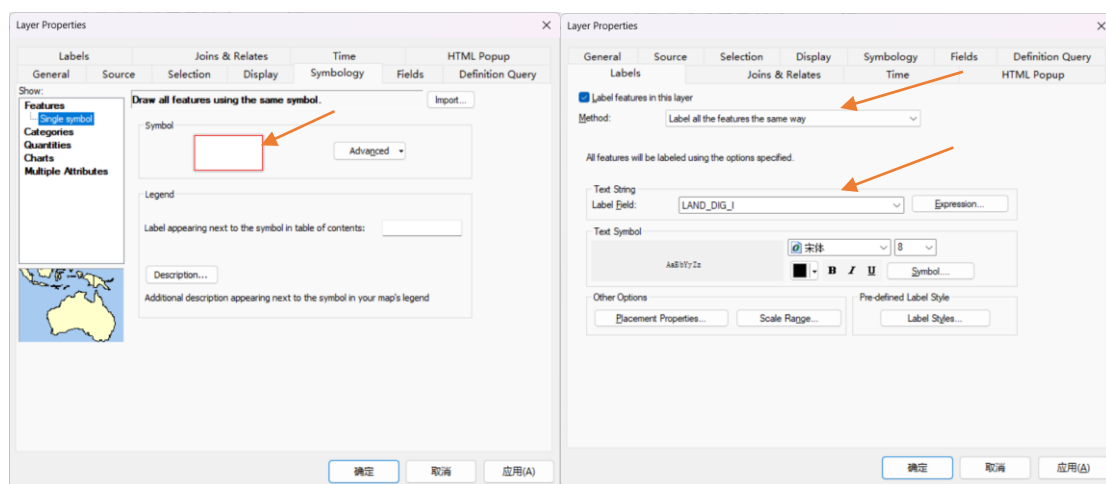 Layer Properties
Labels Joins & Relates Time HTML Popup
General Source Selection Display Symbology Fields Definition Query
Show:
Features
Single symbol
Categories
Quantities
Charts
Multiple Attributes
Draw all features using the same symbol.
Import...
Symbol
Advanced
Legend
Label appearing next to the symbol in table of contents:
Description...
Additional description appearing next to the symbol in your map's legend
确定 取消 应用(A)
Layer Properties
General Source Selection Display Symbology Fields Definition Query
Labels Joins & Relates Time HTML Popup
Label features in this layer
Method: Label all the features the same way
All features will be labeled using the options specified.
Text String
Label Field: LAND_DIG_I Expression...
Text Symbol
AaBbYyZz
宋体 8
B I U Symbol...
Other Options
Placement Properties... Scale Range...
Pre-defined Label Style
Label Styles...
确定 取消 应用(A)